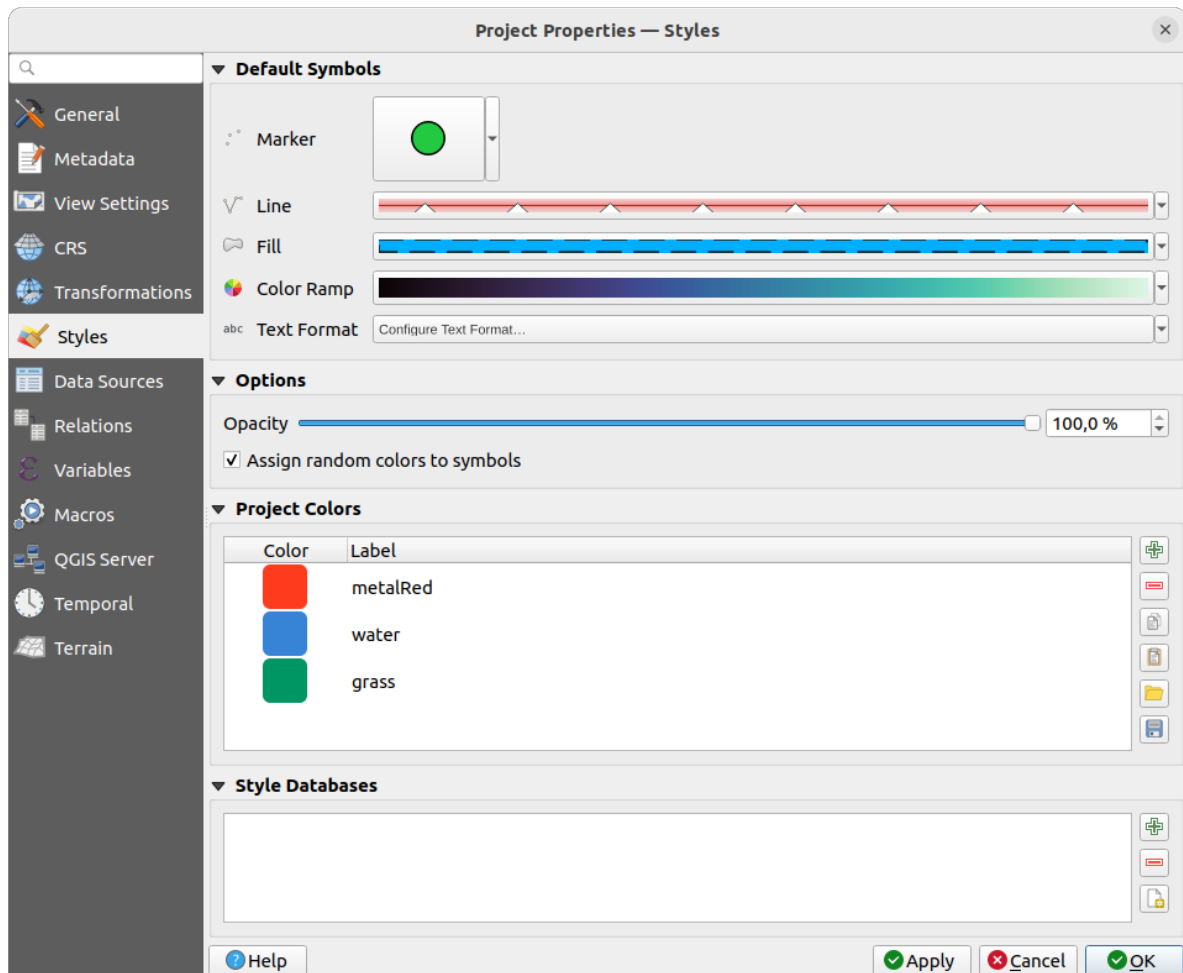 Project Properties — Styles
General
Metadata
View Settings
CRS
Transformations
Styles
Data Sources
Relations
Variables
Macros
QGIS Server
Temporal
Terrain
Default Symbols
Marker
Line
Fill
Color Ramp
abc Text Format Configure Text Format...
Options
Opacity 100,0 %
Assign random colors to symbols
Project Colors
Color Label
metalRed
water
grass
Style Databases
Help Apply Cancel OK